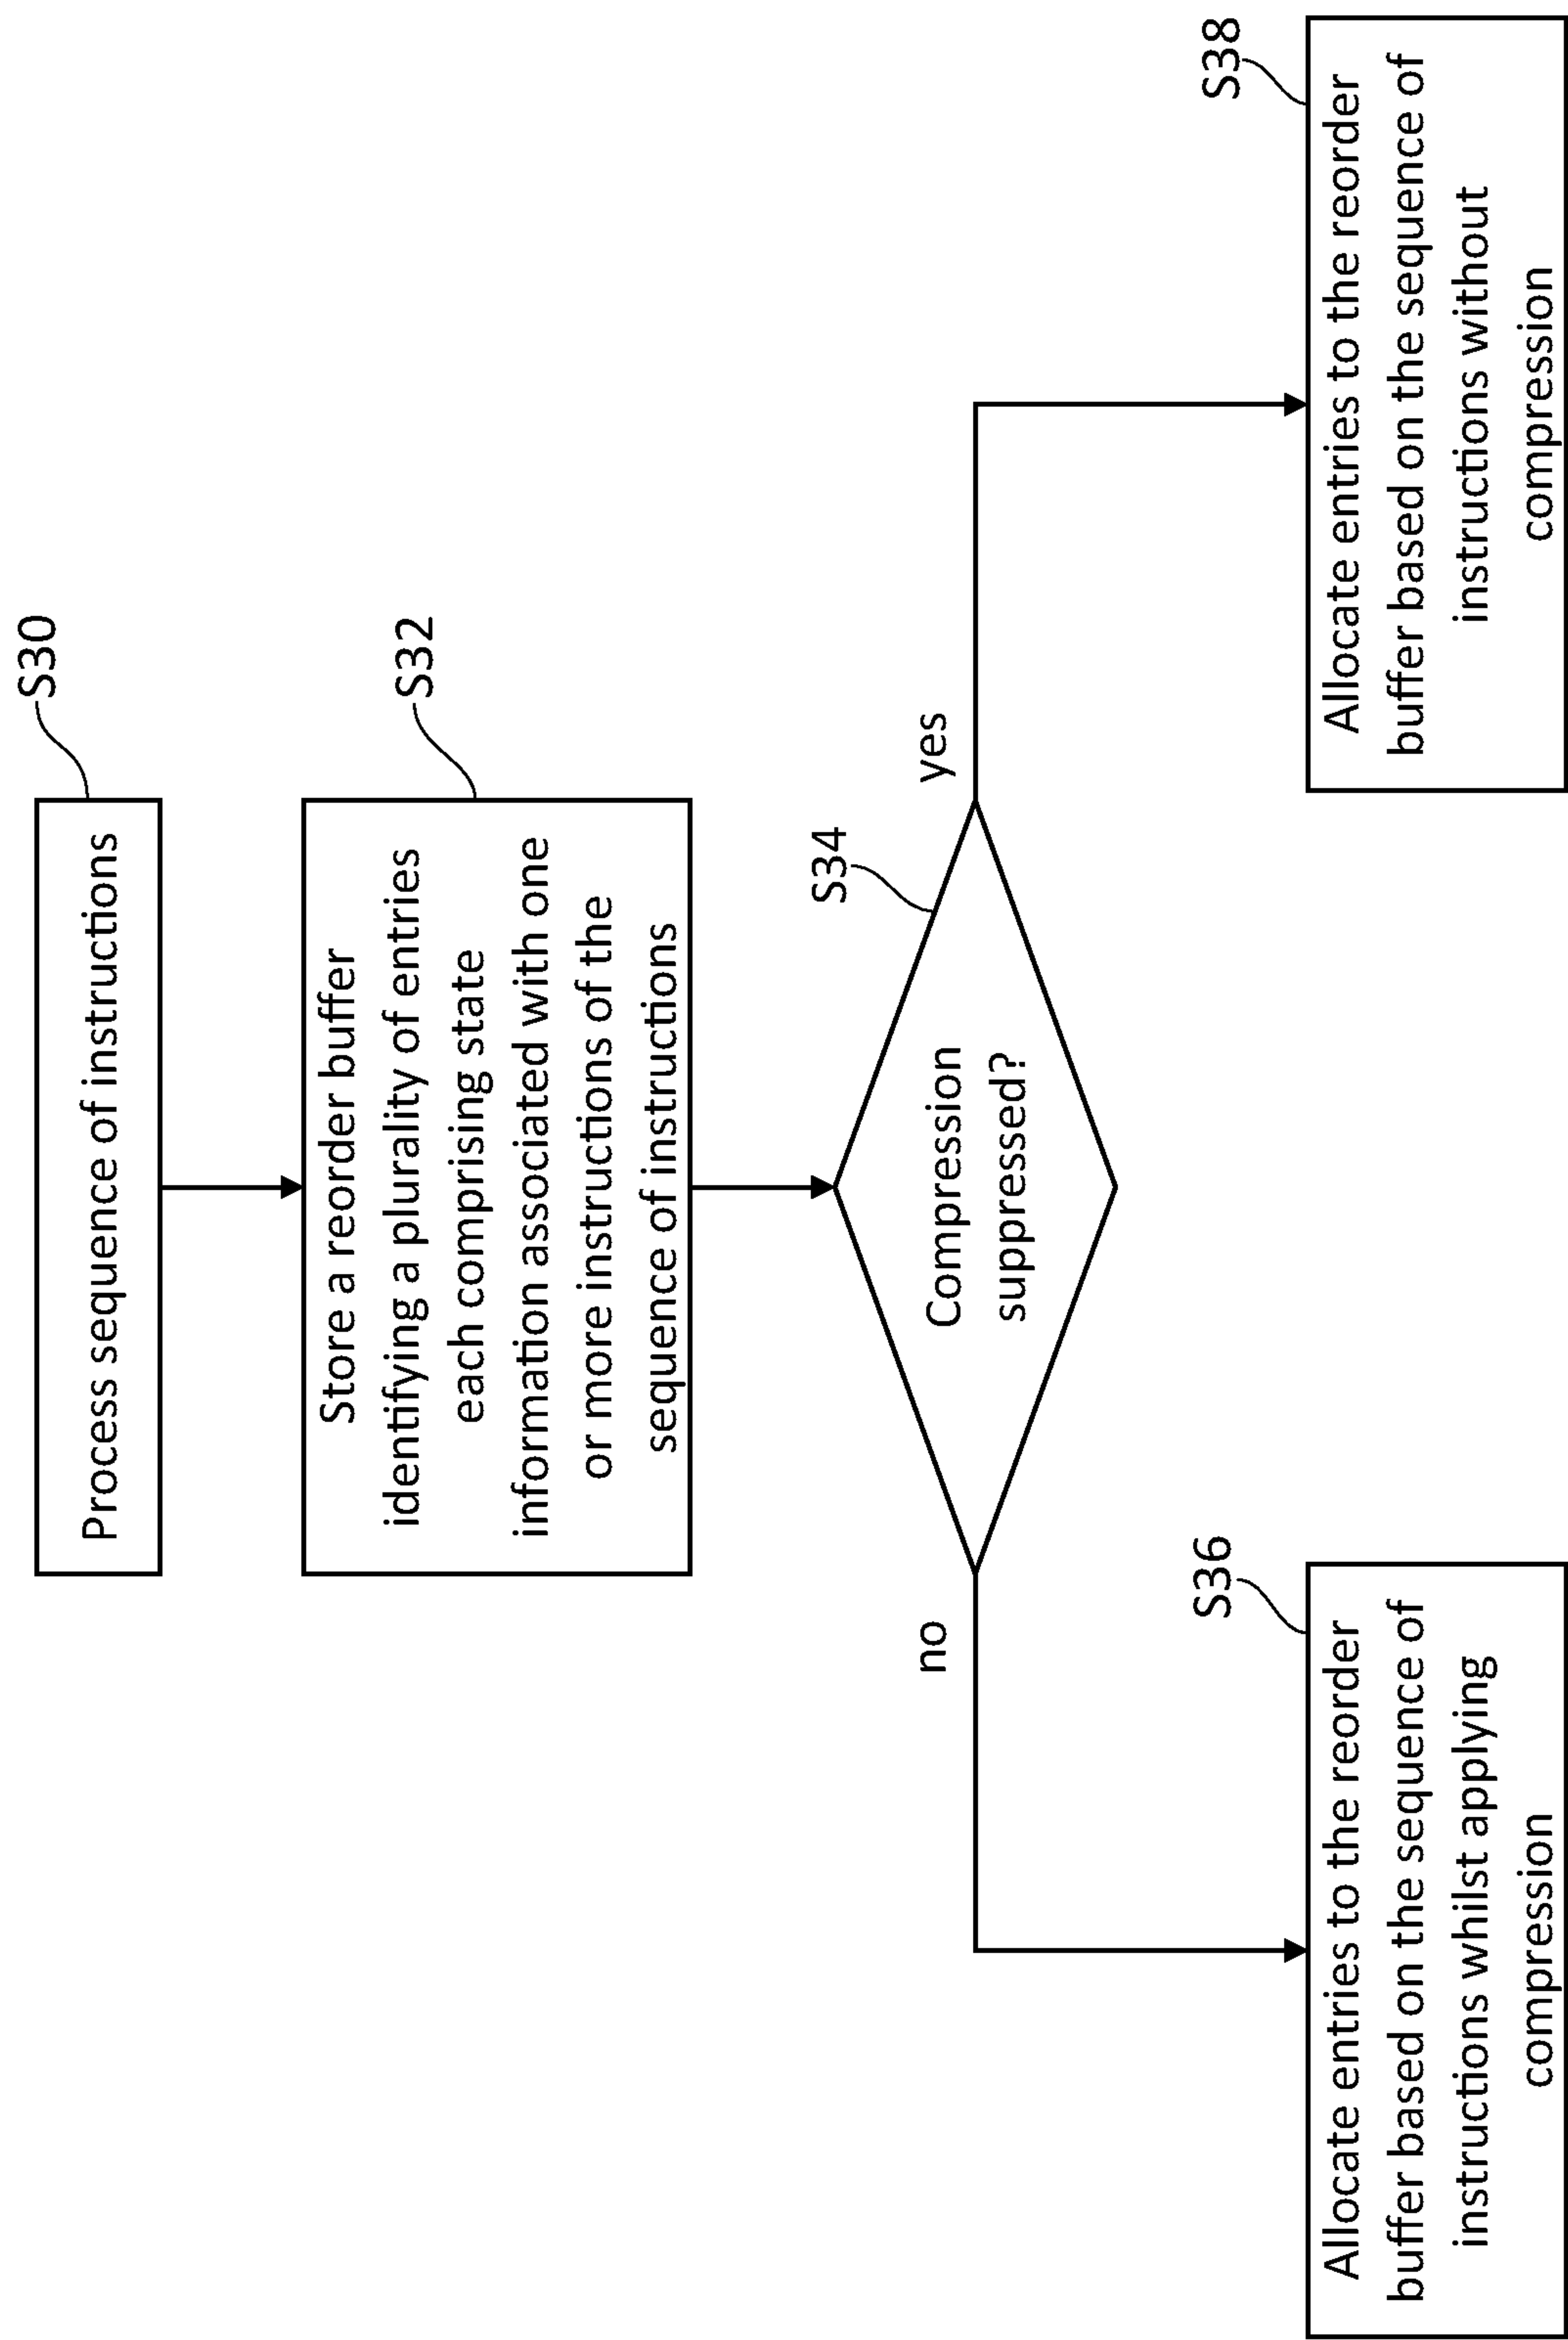 S30
Process sequence of instructions
S32
Store a reorder buffer
identifying a plurality of entries
each comprising state
information associated with one
or more instructions of the
sequence of instructions
S34
Compression
suppressed?
no
yes
S36
Allocate entries to the reorder
buffer based on the sequence of
instructions whilst applying
compression
S38
Allocate entries to the reorder
buffer based on the sequence of
instructions without
compression